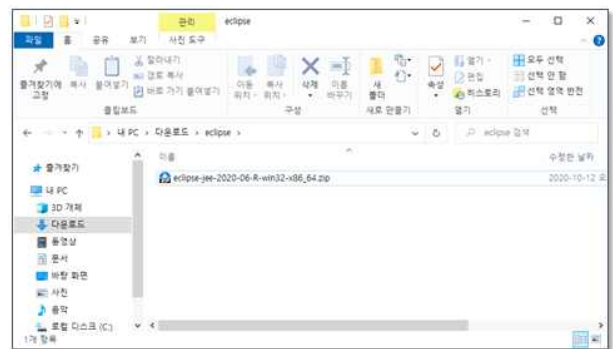 관리
eclipse
파일
홈
공유
보기
사진 도구
즐겨찾기에 고정
복사
붙여넣기
잘라내기
경로 복사
바로 가기 붙여넣기
클립보드
이동 위치
복사 위치
삭제
이름 바꾸기
구성
새 폴더
새로 만들기
속성
열기
편집
히스토리
열기
모두 선택
선택 안 함
선택 영역 반전
선택
내 PC > 다운로드 > eclipse >
eclipse 검색
이름
수정한 날짜
eclipse-jee-2020-06-R-win32-x86_64.zip
2020-10-12 오
즐겨찾기
내 PC
3D 개체
다운로드
동영상
문서
바탕 화면
사진
음악
로컬 디스크 (C:)
1개 항목